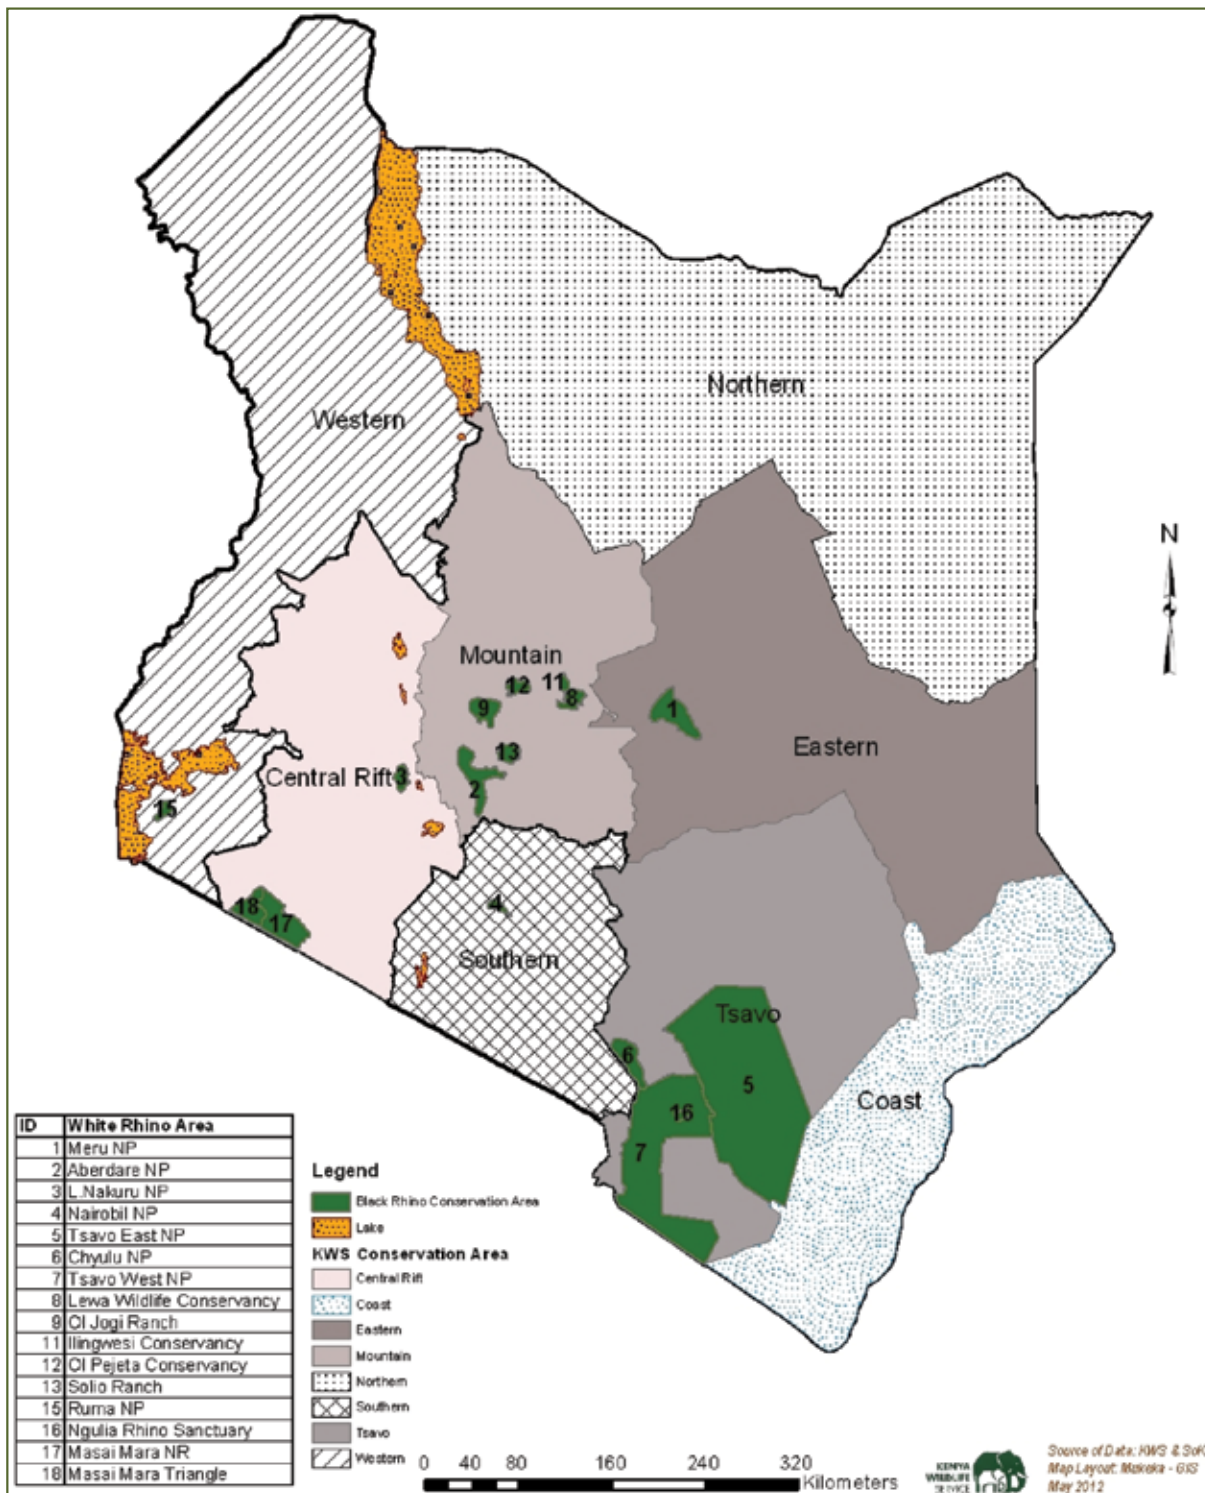 N
Northern
Western
Mountain
11
12
8
9
1
13
Eastern
Central Rift
3
2
15
4
18
17
Southern
Tsavo
6
5
16
Coast
7
ID White Rhino Area
1 Meru NP
2 Aberdare NP
3 L.Nakuru NP
4 Nairobil NP
5 Tsavo East NP
6 Chyulu NP
7 Tsavo West NP
8 Lewa Wildlife Conservancy
9 Ol Jogi Ranch
11 Ilingwesi Conservancy
12 Ol Pejeta Conservancy
13 Solio Ranch
15 Ruma NP
16 Ngulia Rhino Sanctuary
17 Masai Mara NR
18 Masai Mara Triangle
Legend
Black Rhino Conservation Area
Lake
KWS Conservation Area
Central Rift
Coast
Eastern
Mountain
Northern
Southern
Tsavo
Western
0 40 80 160 240 320
Kilometers
KENYA
WILDLIFE
SERVICE
Source of Data: KWS & SoK
Map Layout: Makeka - GIS
May 2012